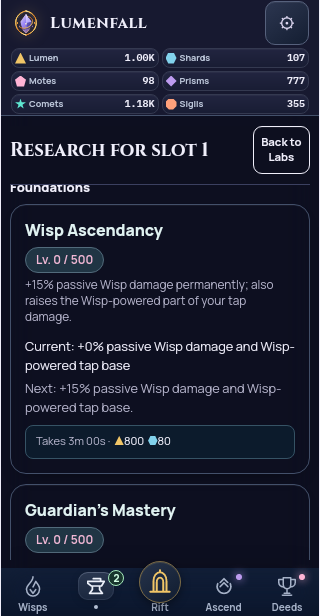 Lumenfall
Lumen 1.00K Shards 107
Motes 98 Prisms 777
Comets 1.18K Sigils 355
Research for slot 1
Back to
Labs
Foundations
Wisp Ascendancy
Lv. 0 / 500
+15% passive Wisp damage permanently; also
raises the Wisp-powered part of your tap
damage.
Current: +0% passive Wisp damage and Wisp-
powered tap base
Next: +15% passive Wisp damage and Wisp-
powered tap base.
Takes 3m 00s · 800 80
Guardian's Mastery
Lv. 0 / 500
2
Wisps Rift Ascend Deeds